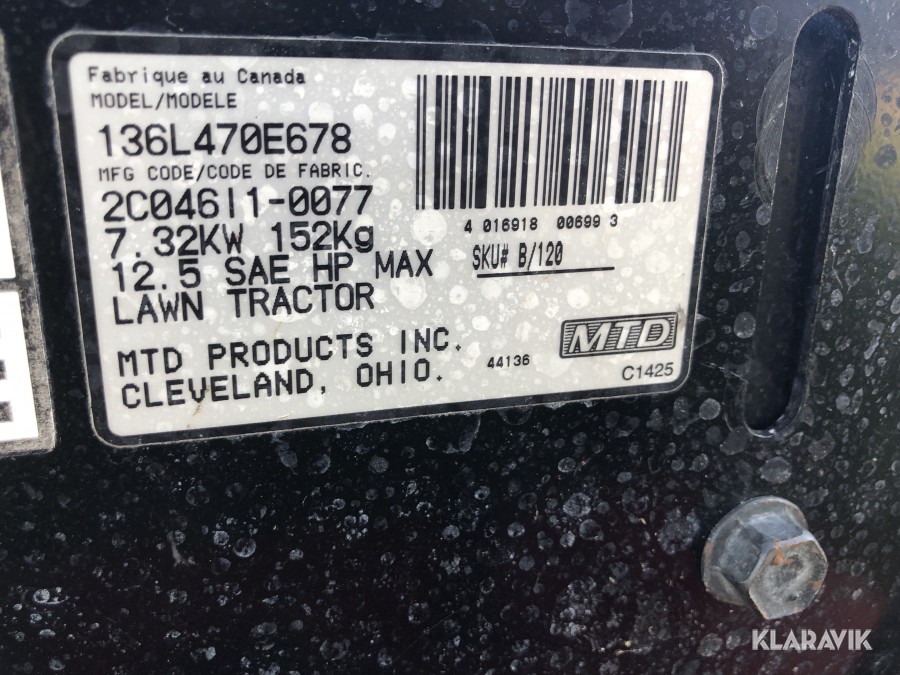 Fabrique au Canada
MODEL/MODELE
136L470E678
MFG CODE/CODE DE FABRIC.
2C046I1-0077
7.32KW 152Kg
12.5 SAE HP MAX
LAWN TRACTOR
MTD PRODUCTS INC.
CLEVELAND, OHIO. 44136
4 016918 00699 3
SKU# B/120
MTD
C1425
KLARAVIK